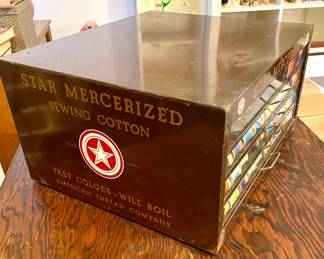 STAR MERCERIZED
SEWING COTTON
FAST COLORS - WILL BOIL
AMERICAN THREAD COMPANY